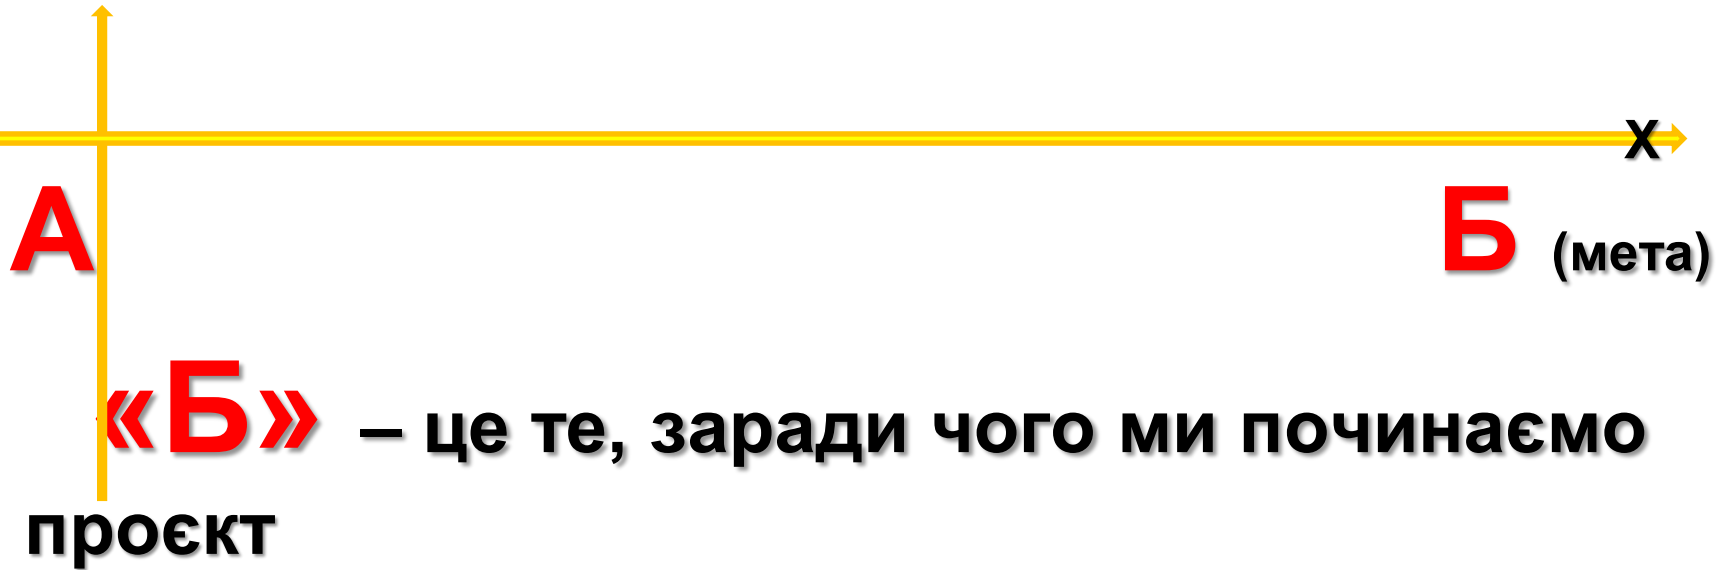 Х
А Б (мета)
«Б» – це те, заради чого ми починаємо
проєкт